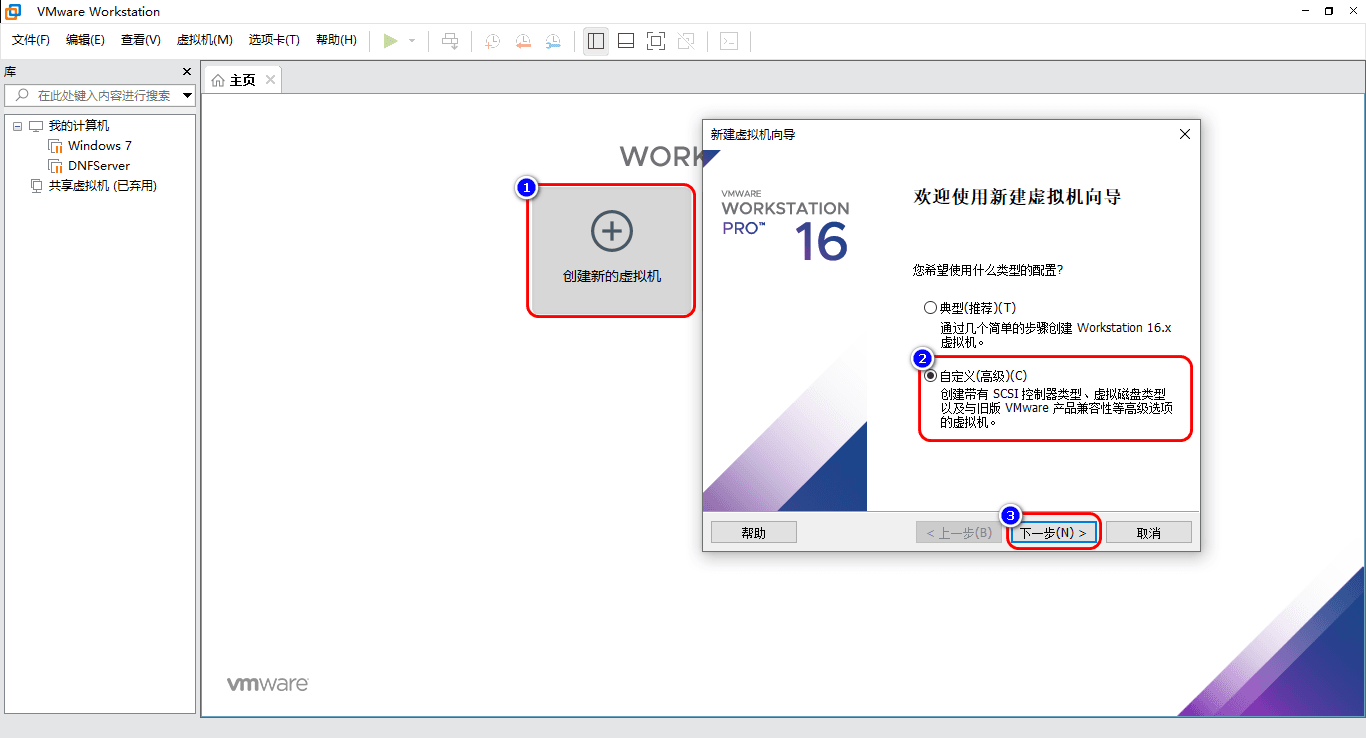 VMware Workstation
文件(F) 编辑(E) 查看(V) 虚拟机(M) 选项卡(T) 帮助(H)
库
在此处键入内容进行搜索
我的计算机
Windows 7
DNFServer
共享虚拟机 (已弃用)
主页
WORK
1
创建新的虚拟机
vmware
新建虚拟机向导
VMWARE
WORKSTATION
PRO™ 16
欢迎使用新建虚拟机向导
您希望使用什么类型的配置?
典型(推荐)(T)
通过几个简单的步骤创建 Workstation 16.x
虚拟机。
2
自定义(高级)(C)
创建带有 SCSI 控制器类型、虚拟磁盘类型
以及与旧版 VMware 产品兼容性等高级选项
的虚拟机。
3
帮助 < 上一步(B) 下一步(N) > 取消